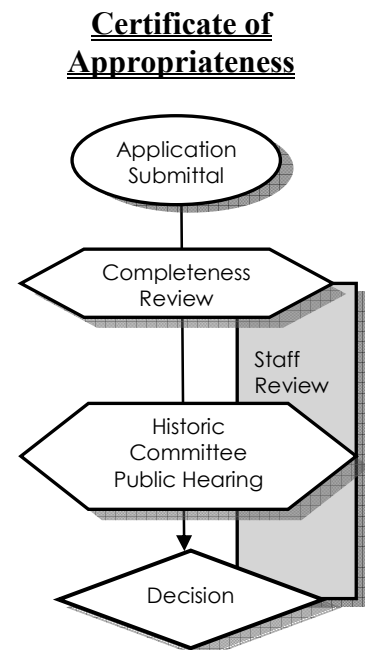 Certificate of
Appropriateness
Application
Submittal
Completeness
Review
Staff
Review
Historic
Committee
Public Hearing
Decision